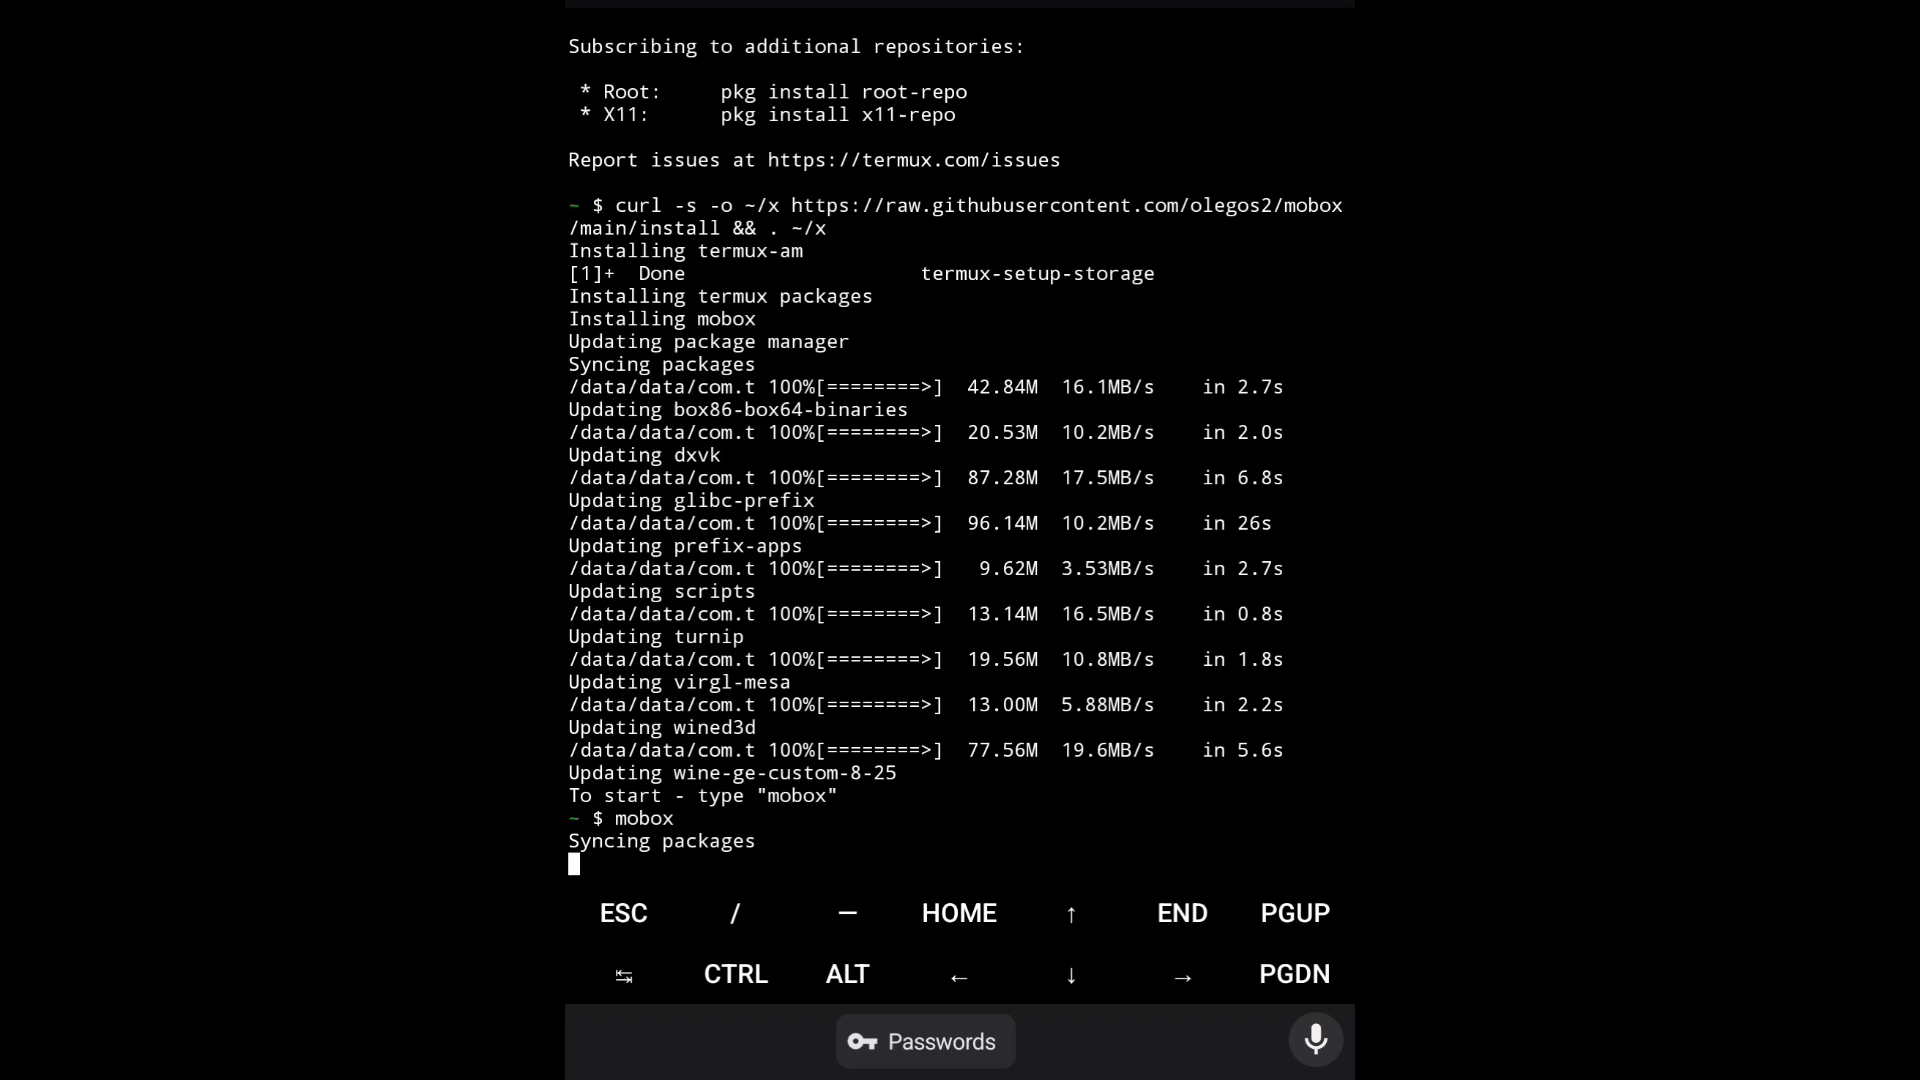 Subscribing to additional repositories:
* Root:     pkg install root-repo
* X11:      pkg install x11-repo
Report issues at https://termux.com/issues
~ $ curl -s -o ~/x https://raw.githubusercontent.com/olegos2/mobox
/main/install && . ~/x
Installing termux-am
[1]+  Done                    termux-setup-storage
Installing termux packages
Installing mobox
Updating package manager
Syncing packages
/data/data/com.t 100%[========>]  42.84M  16.1MB/s    in 2.7s
Updating box86-box64-binaries
/data/data/com.t 100%[========>]  20.53M  10.2MB/s    in 2.0s
Updating dxvk
/data/data/com.t 100%[========>]  87.28M  17.5MB/s    in 6.8s
Updating glibc-prefix
/data/data/com.t 100%[========>]  96.14M  10.2MB/s    in 26s
Updating prefix-apps
/data/data/com.t 100%[========>]   9.62M  3.53MB/s    in 2.7s
Updating scripts
/data/data/com.t 100%[========>]  13.14M  16.5MB/s    in 0.8s
Updating turnip
/data/data/com.t 100%[========>]  19.56M  10.8MB/s    in 1.8s
Updating virgl-mesa
/data/data/com.t 100%[========>]  13.00M  5.88MB/s    in 2.2s
Updating wined3d
/data/data/com.t 100%[========>]  77.56M  19.6MB/s    in 5.6s
Updating wine-ge-custom-8-25
To start - type "mobox"
~ $ mobox
Syncing packages
ESC / — HOME ↑ END PGUP
↹ CTRL ALT ← ↓ → PGDN
Passwords